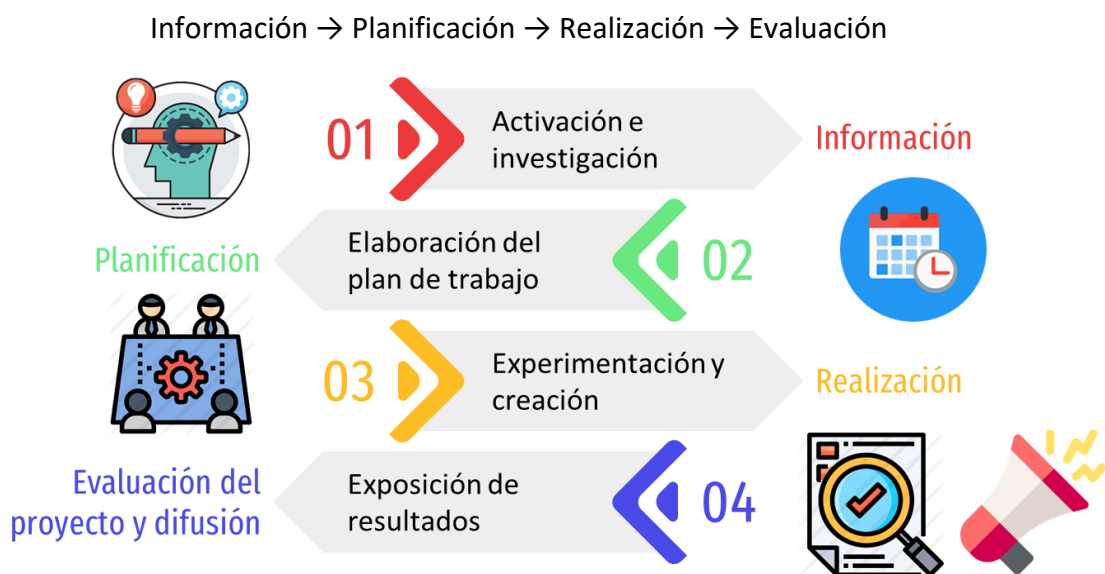 Información → Planificación → Realización → Evaluación
01
Activación e
investigación
Información
Planificación
Elaboración del
plan de trabajo
02
03
Experimentación y
creación
Realización
Evaluación del
proyecto y difusión
Exposición de
resultados
04